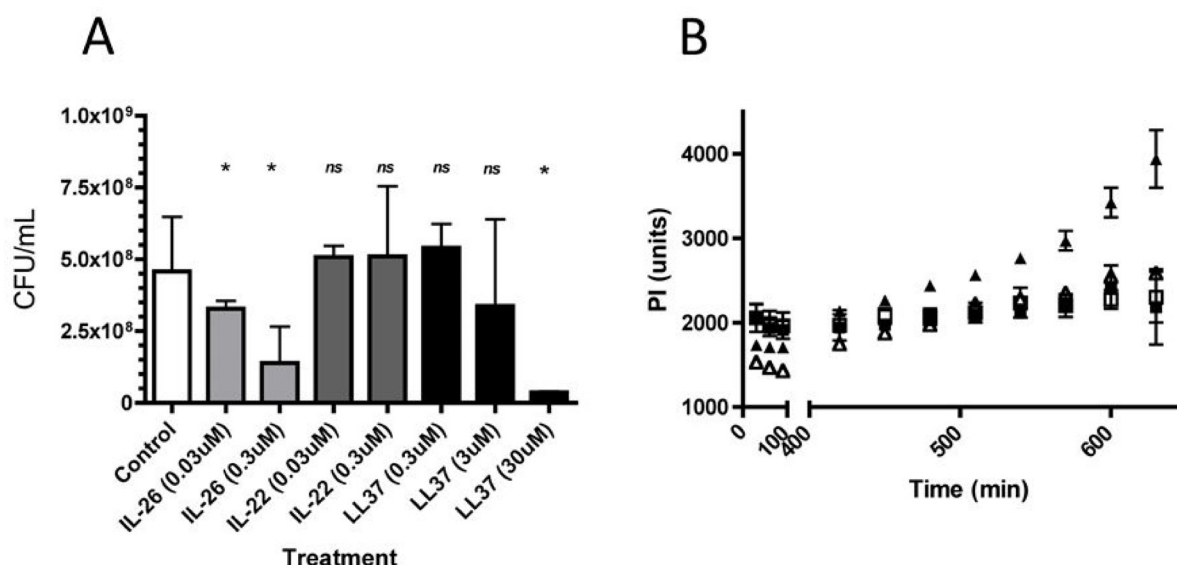 A
CFU/mL
1.0x10⁹
7.5x10⁸
5.0x10⁸
2.5x10⁸
0
*
*
ns
ns
ns
ns
*
Control
IL-26 (0.03uM)
IL-26 (0.3uM)
IL-22 (0.03uM)
IL-22 (0.3uM)
LL37 (0.3uM)
LL37 (3uM)
LL37 (30uM)
Treatment
B
PI (units)
4000
3000
2000
1000
0
100
400
500
600
Time (min)